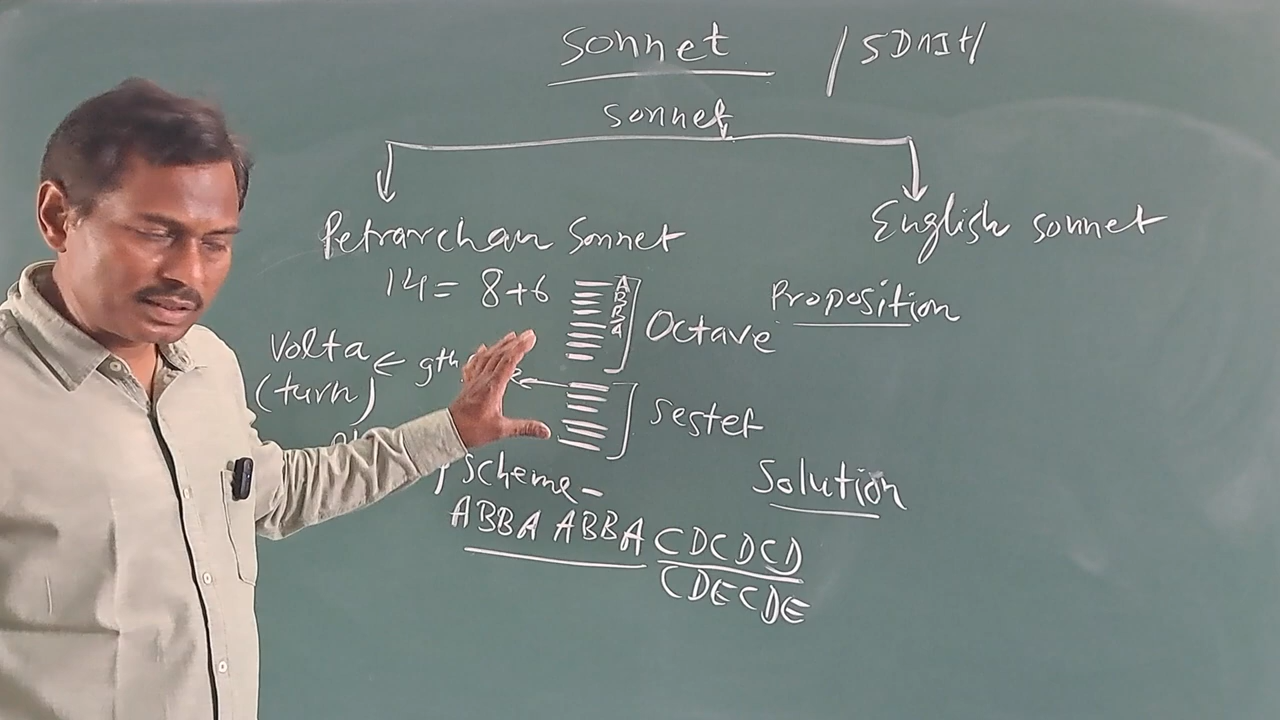 Sonnet /SDNIH/
Sonnet
Petrarchan Sonnet
English Sonnet
14 = 8+6
A
B
B
A
Octave
Proposition
Volta ← 9th
(turn)
Sestet
Solution
Scheme -
ABBA ABBA CDCDCD
CDECDE